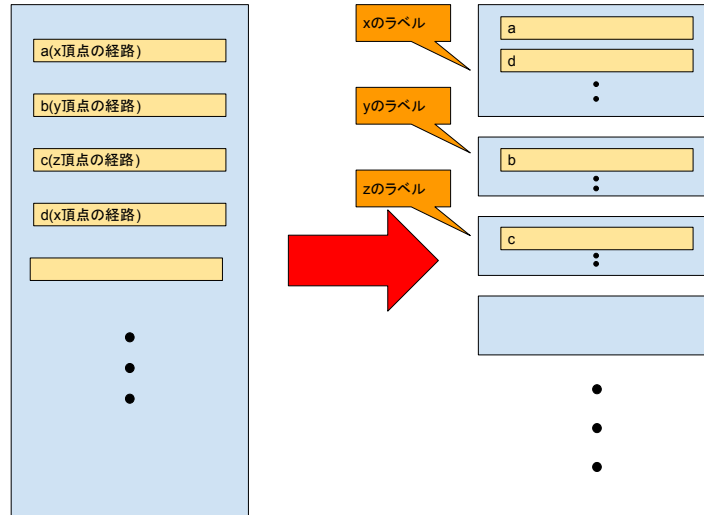 a(x頂点の経路)
b(y頂点の経路)
c(z頂点の経路)
d(x頂点の経路)
xのラベル
a
d
yのラベル
b
zのラベル
c